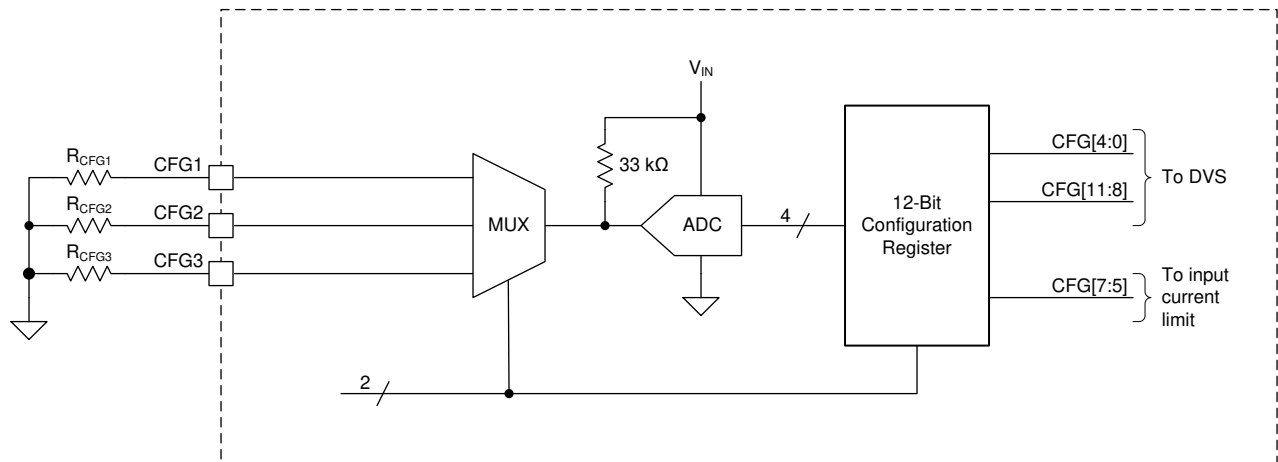 V_IN
R_CFG1 CFG1
33 kΩ
CFG[4:0]
To DVS
R_CFG2 CFG2
MUX
ADC
4
12-Bit
Configuration
Register
CFG[11:8]
R_CFG3 CFG3
CFG[7:5]
To input
current
limit
2